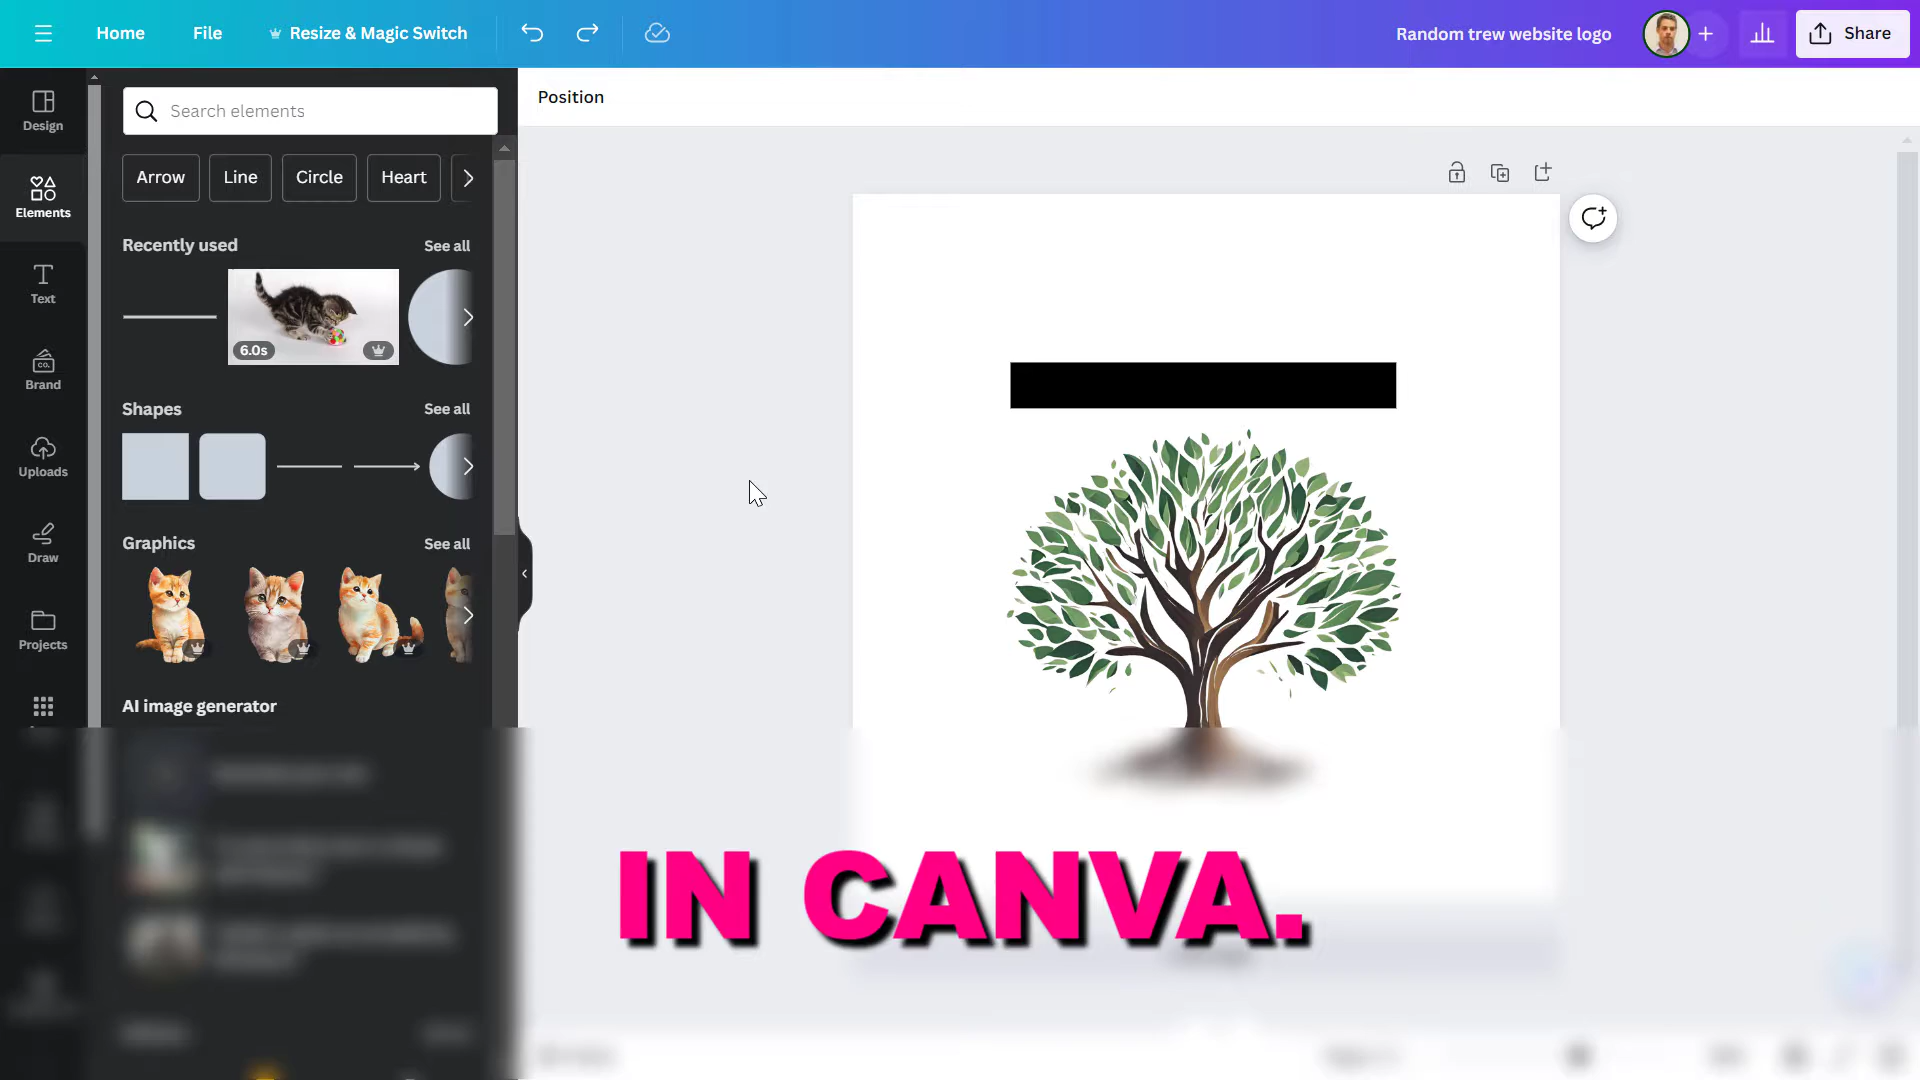 Home File Resize & Magic Switch Random trew website logo Share
Position
Search elements
Arrow Line Circle Heart
Recently used See all
6.0s
Shapes See all
Graphics See all
AI image generator
Design
Elements
Text
CO.
Brand
Uploads
Draw
Projects
IN CANVA.